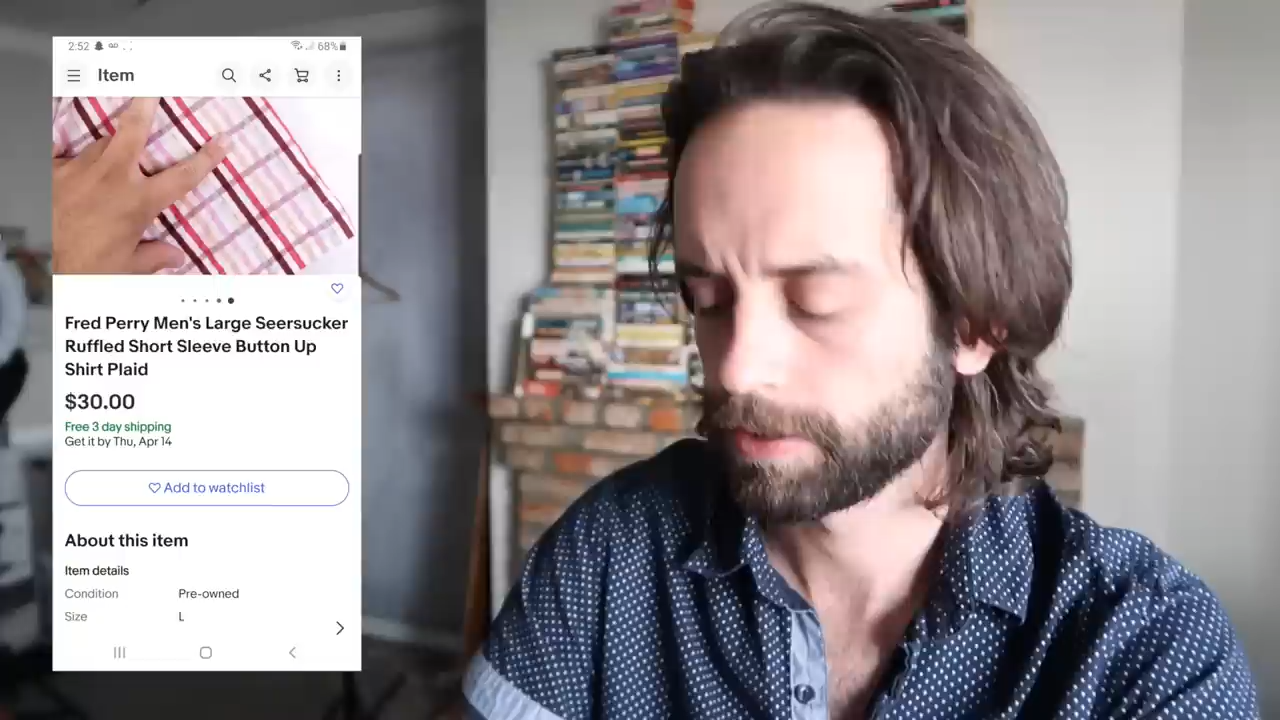 2:52
68%
Item
Fred Perry Men's Large Seersucker
Ruffled Short Sleeve Button Up
Shirt Plaid
$30.00
Free 3 day shipping
Get it by Thu, Apr 14
Add to watchlist
About this item
Item details
Condition Pre-owned
Size L